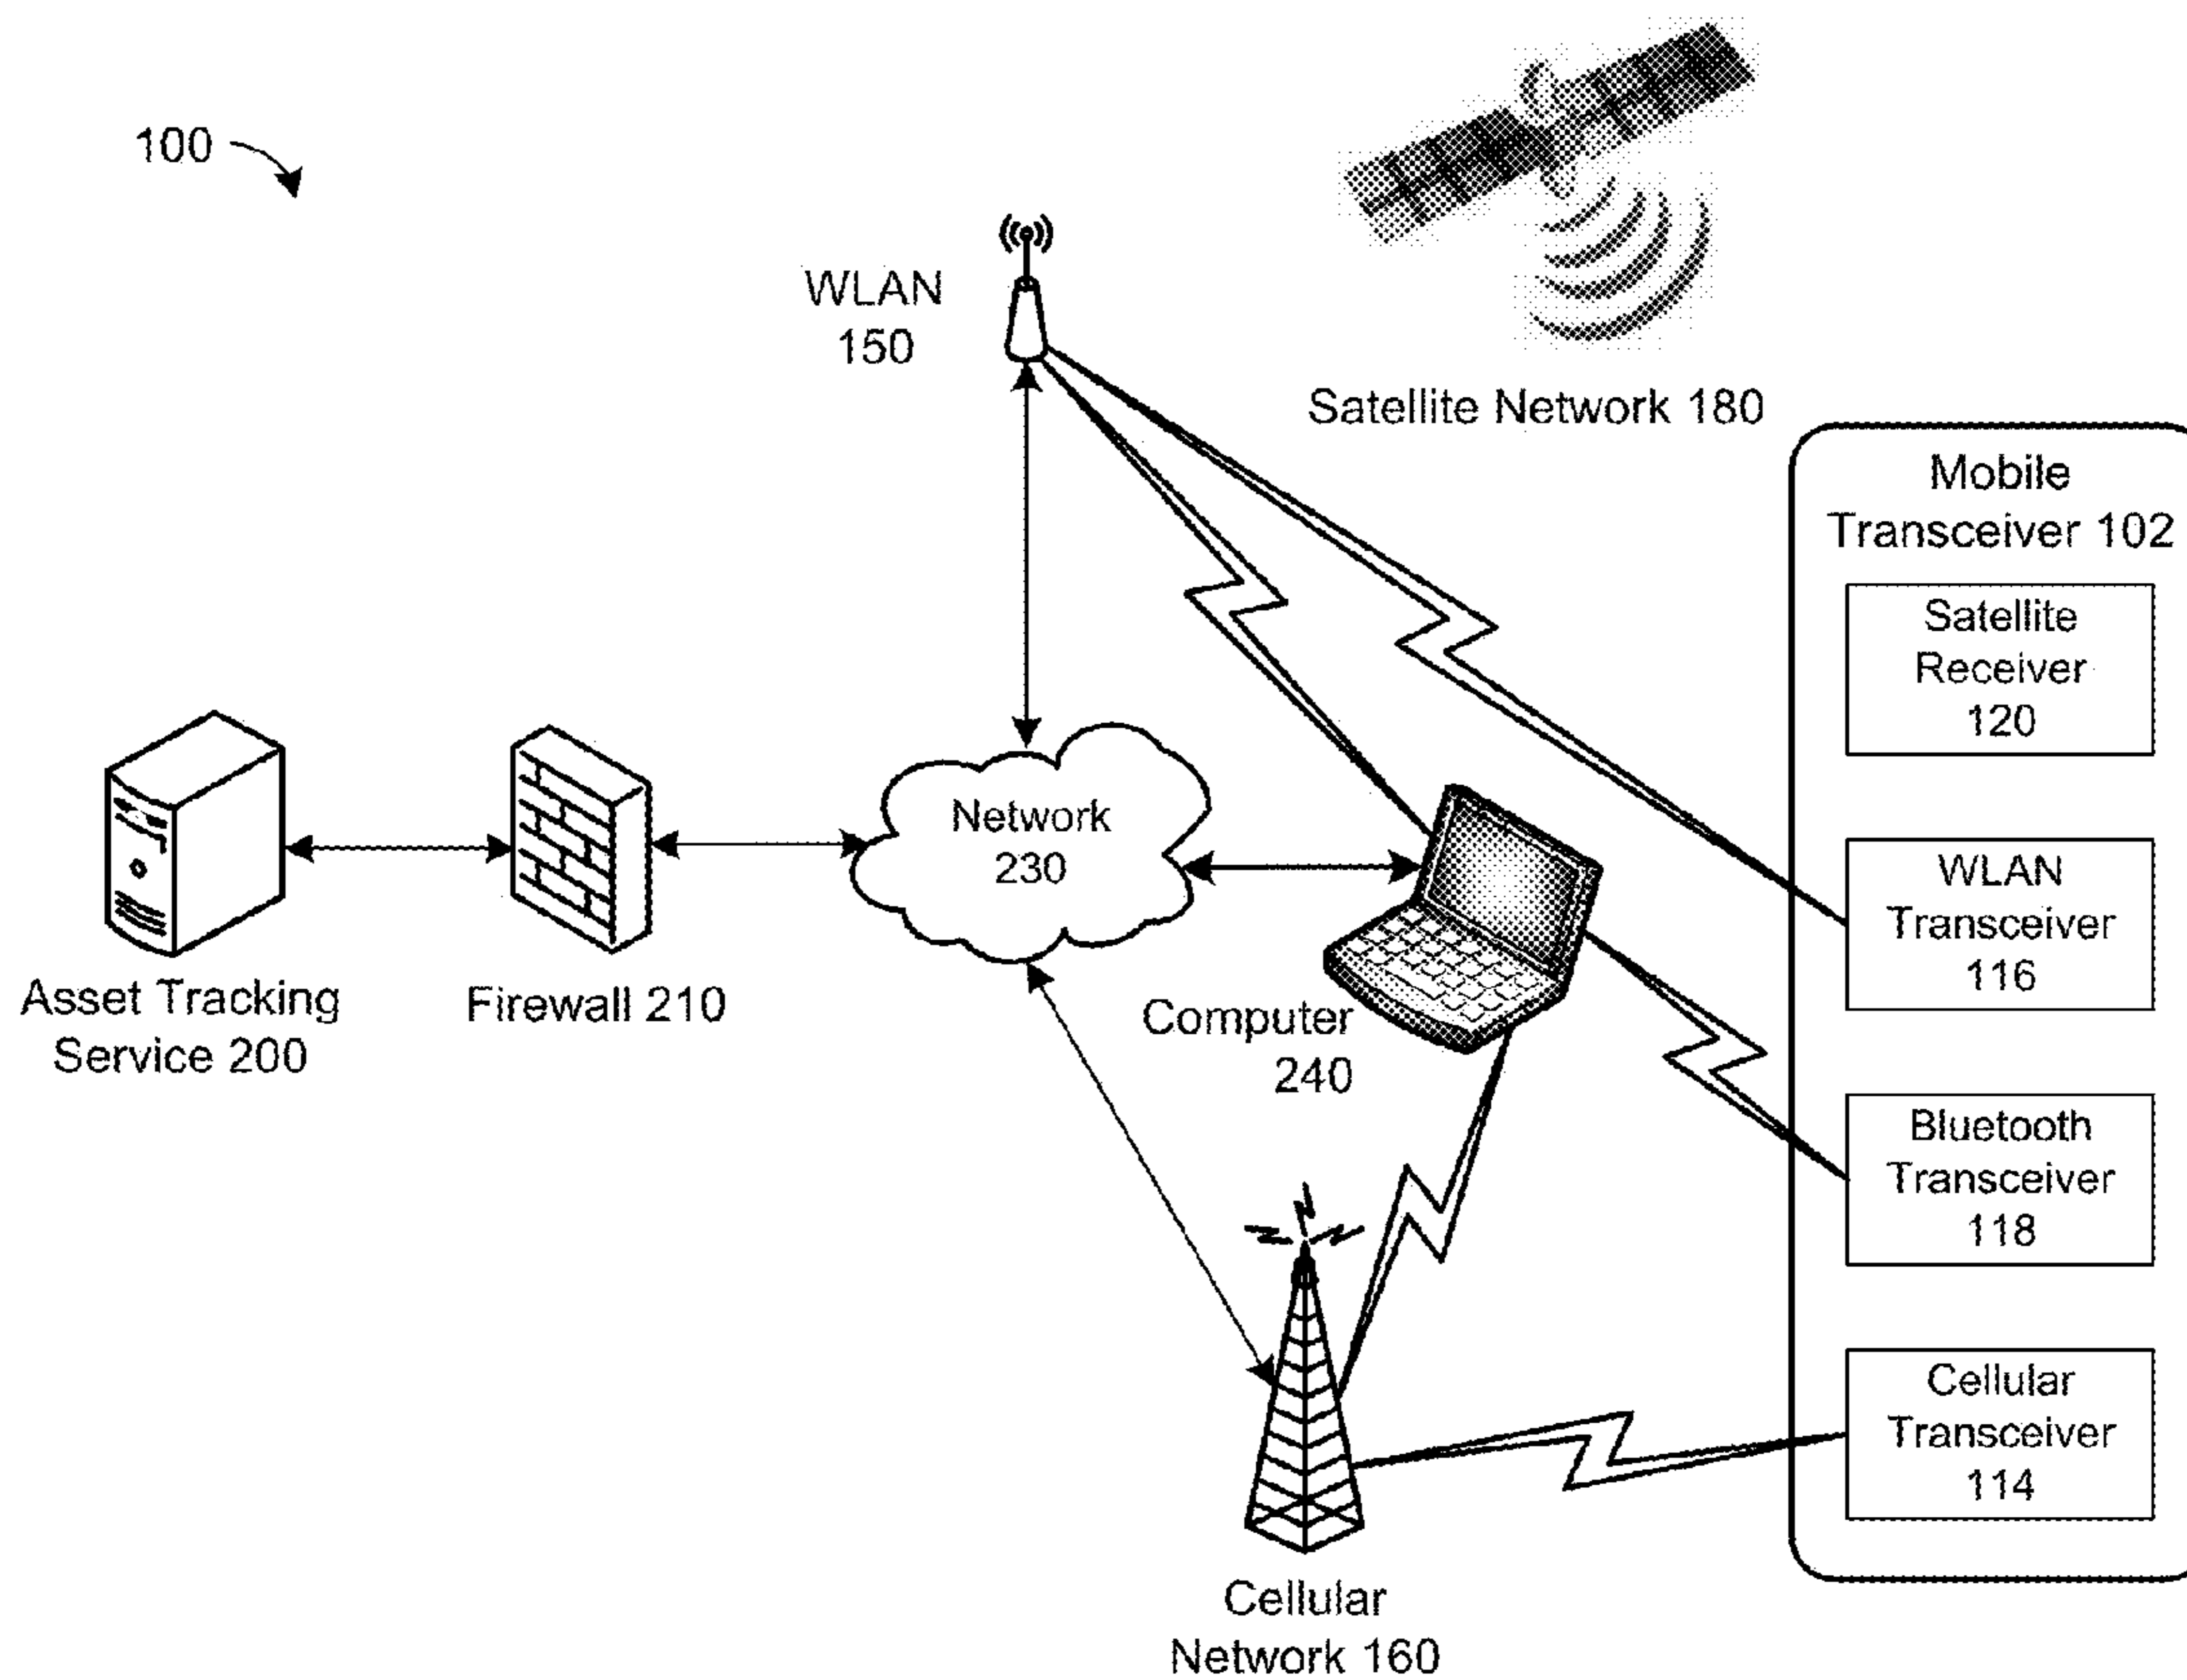 100
WLAN
150
Satellite Network 180
Mobile
Transceiver 102
Satellite
Receiver
120
Network
230
WLAN
Transceiver
116
Asset Tracking
Service 200
Firewall 210
Computer
240
Bluetooth
Transceiver
118
Cellular
Transceiver
114
Cellular
Network 160